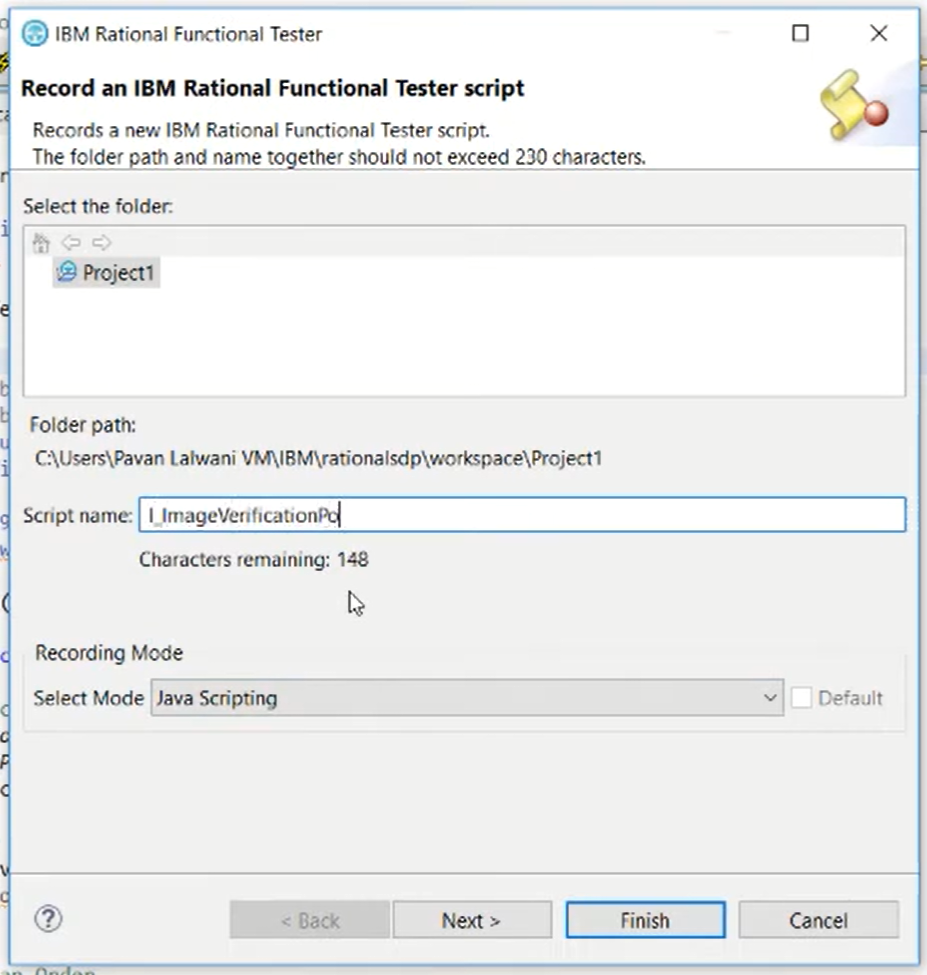 IBM Rational Functional Tester
Record an IBM Rational Functional Tester script
Records a new IBM Rational Functional Tester script.
The folder path and name together should not exceed 230 characters.
Select the folder:
Project1
Folder path:
C:\Users\Pavan Lalwani VM\IBM\rationalsdp\workspace\Project1
Script name: I_ImageVerificationPo
Characters remaining: 148
Recording Mode
Select Mode Java Scripting Default
< Back Next > Finish Cancel